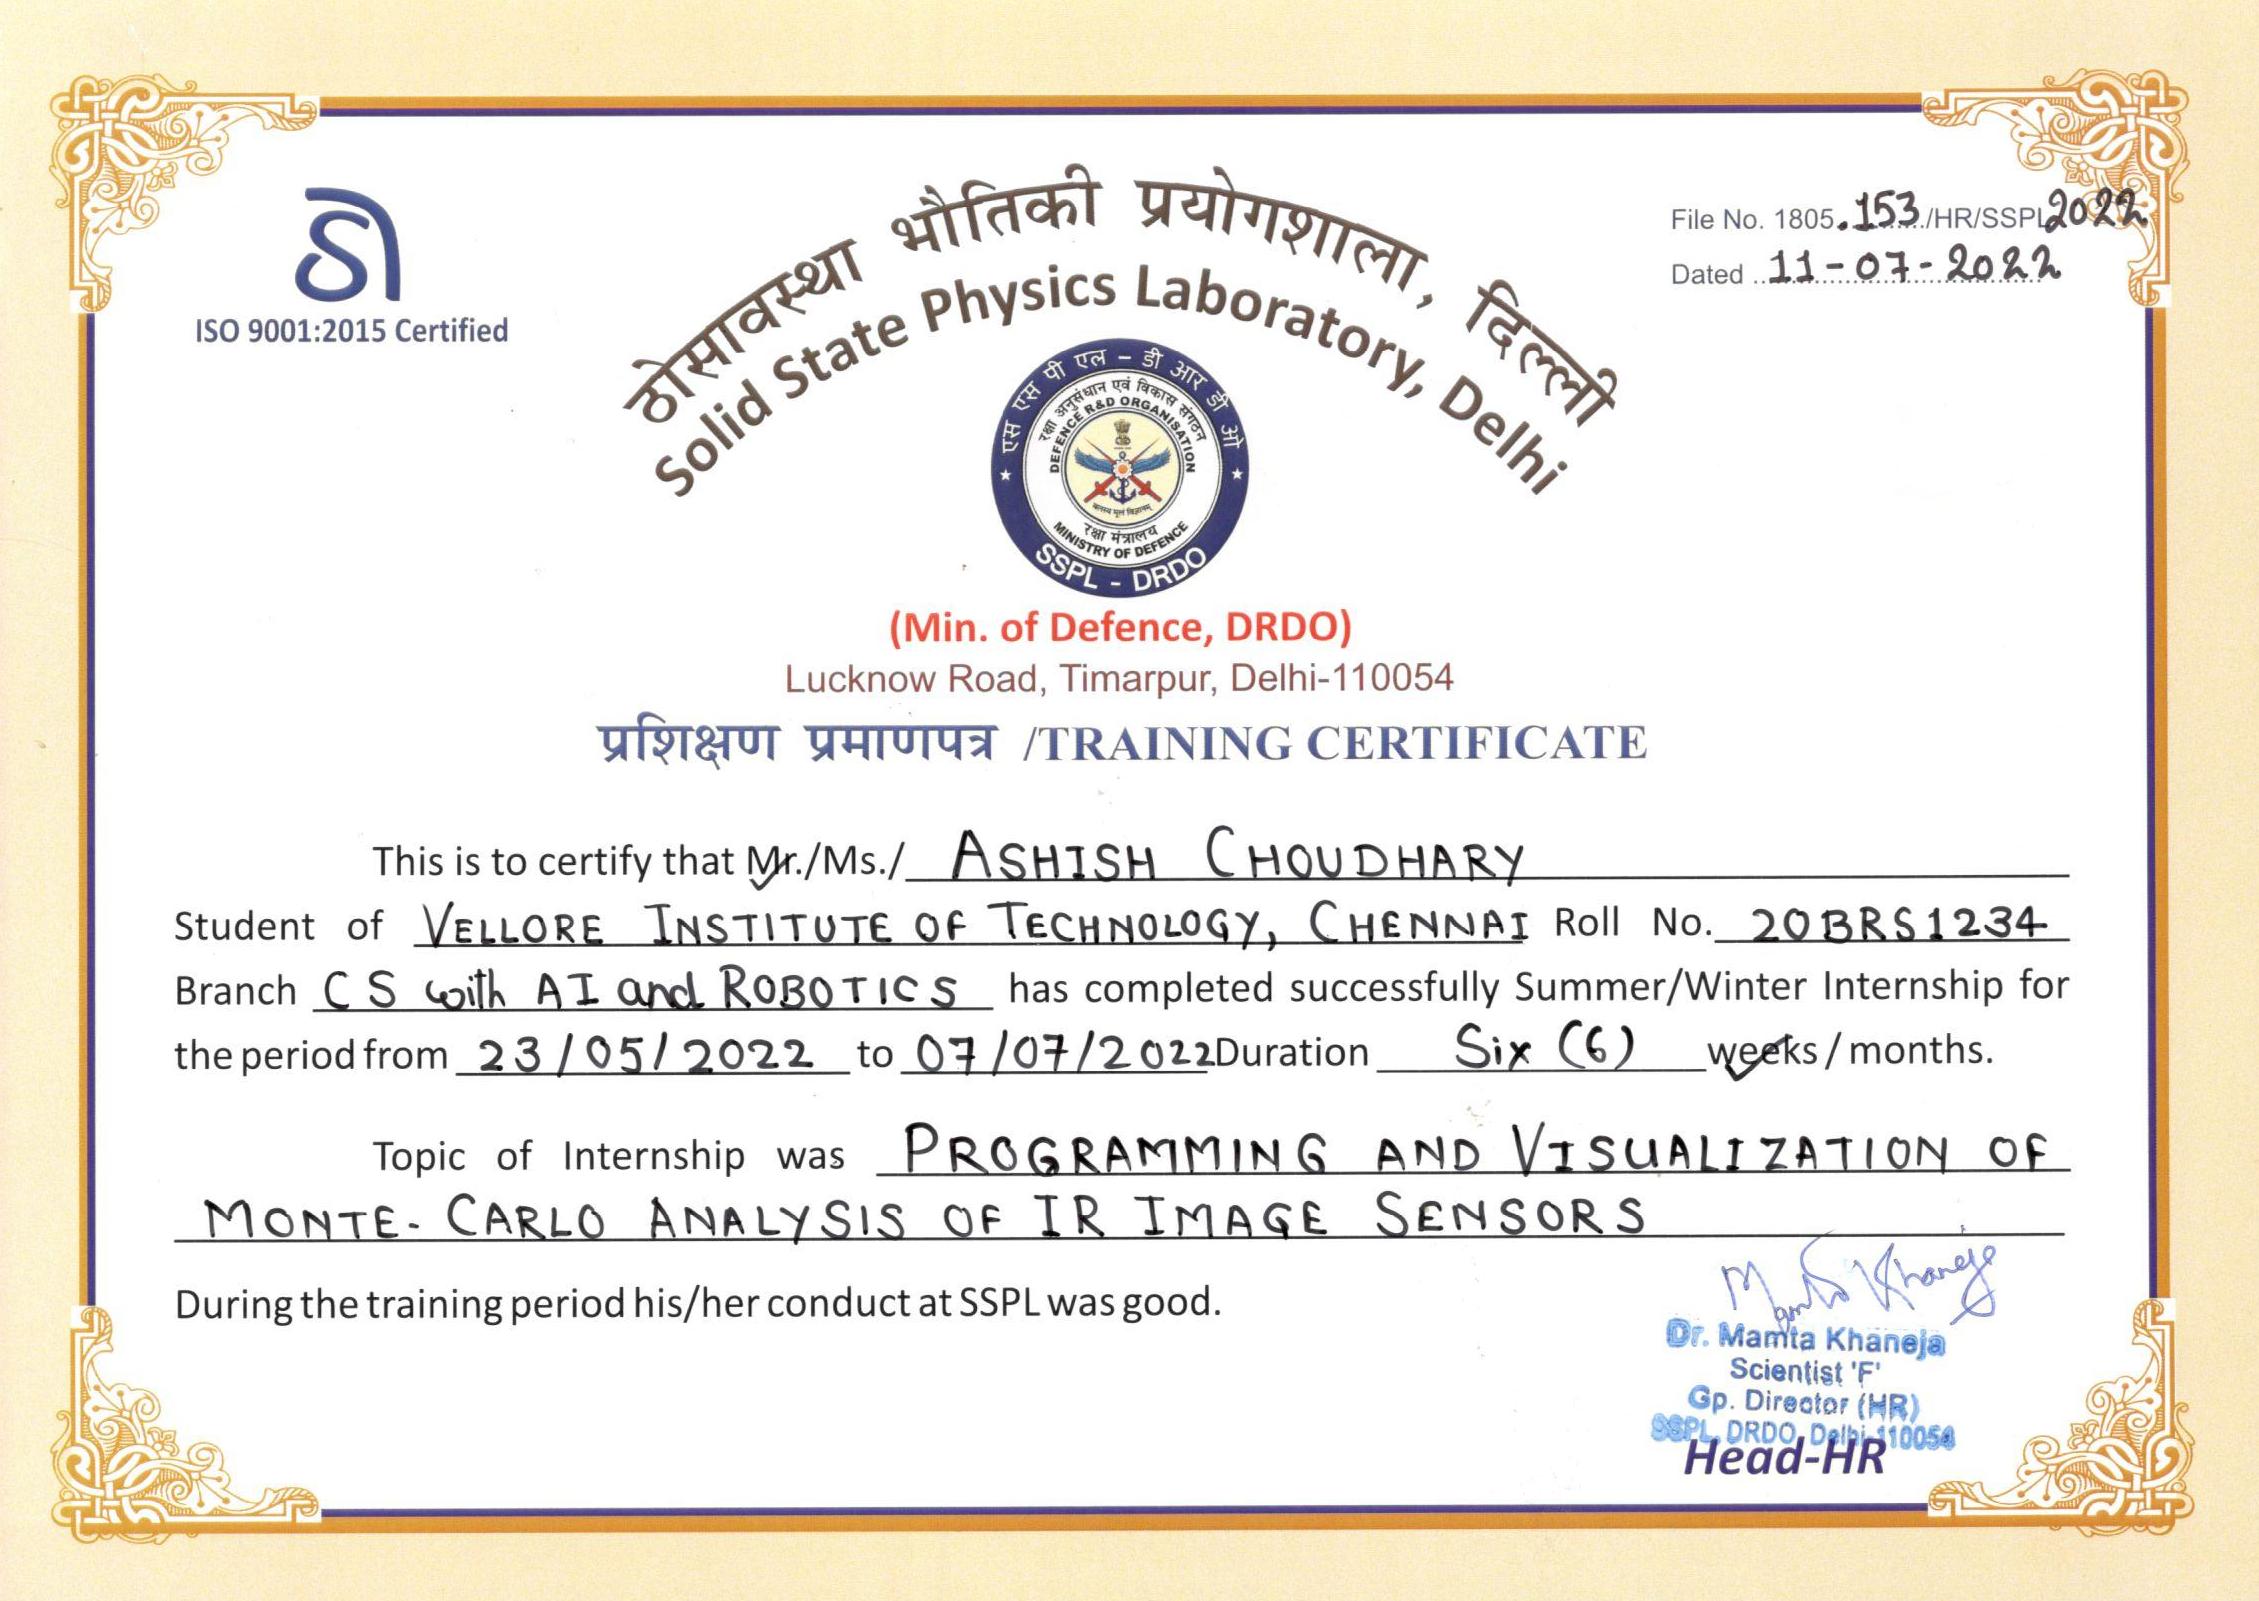 ISO 9001:2015 Certified
File No. 1805.153/HR/SSPL 2022
Dated 11-07-2022
ठोसावस्था भौतिकी प्रयोगशाला, दिल्ली
Solid State Physics Laboratory, Delhi
एस एस पी एल - डी आर डी ओ
रक्षा अनुसंधान एवं विकास संगठन
DEFENCE R&D ORGANISATION
बलस्य मूलं विज्ञानम्
रक्षा मंत्रालय
MINISTRY OF DEFENCE
SSPL - DRDO
(Min. of Defence, DRDO)
Lucknow Road, Timarpur, Delhi-110054
प्रशिक्षण प्रमाणपत्र /TRAINING CERTIFICATE
This is to certify that Mr./Ms./ ASHISH CHOUDHARY
Student of VELLORE INSTITUTE OF TECHNOLOGY, CHENNAI Roll No. 20BRS1234
Branch CS with AI and ROBOTICS has completed successfully Summer/Winter Internship for
the period from 23/05/2022 to 07/07/2022 Duration Six (6) weeks / months.
Topic of Internship was PROGRAMMING AND VISUALIZATION OF
MONTE-CARLO ANALYSIS OF IR IMAGE SENSORS
During the training period his/her conduct at SSPL was good.
Mamta Khaneja
Dr. Mamta Khaneja
Scientist 'F'
Gp. Director (HR)
SSPL, DRDO, Delhi-110054
Head-HR